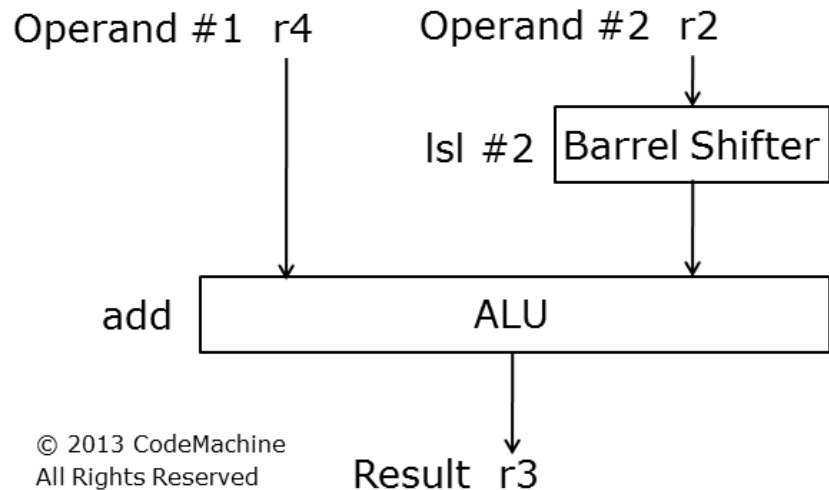 Operand #1 r4
Operand #2 r2
lsl #2
Barrel Shifter
add
ALU
© 2013 CodeMachine
All Rights Reserved
Result r3